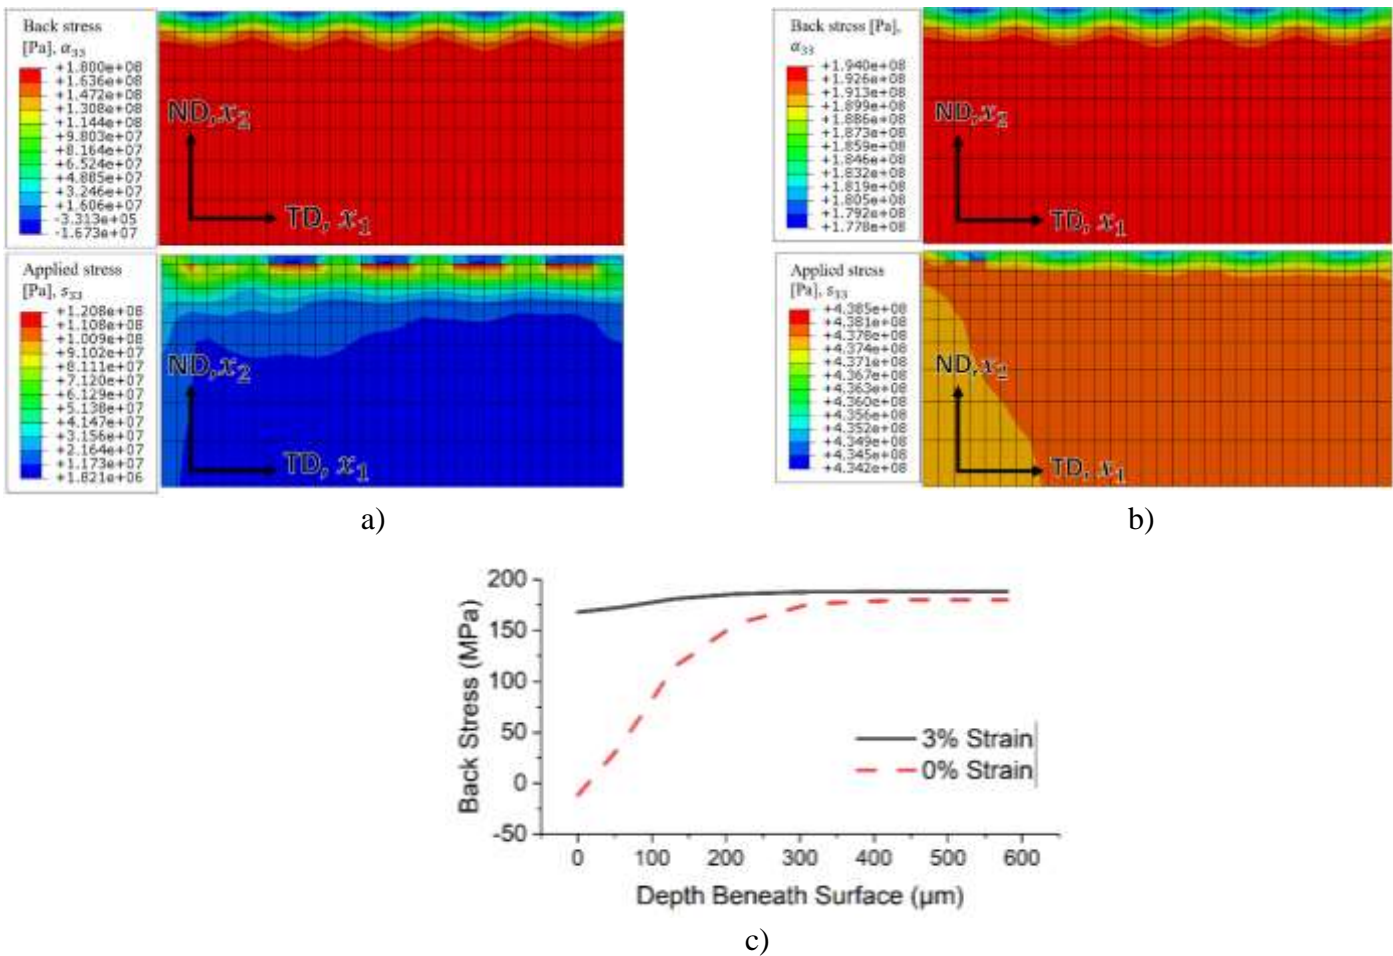 Back stress
[Pa], α₃₃
+1.800e+08
+1.636e+08
+1.472e+08
+1.308e+08
+1.144e+08
+9.803e+07
+8.164e+07
+6.524e+07
+4.885e+07
+3.246e+07
+1.606e+07
-3.313e+05
-1.673e+07
ND,x₂
TD, x₁
Applied stress
[Pa], s₃₃
+1.208e+08
+1.108e+08
+1.009e+08
+9.102e+07
+8.111e+07
+7.120e+07
+6.129e+07
+5.138e+07
+4.147e+07
+3.156e+07
+2.164e+07
+1.173e+07
+1.821e+06
ND,x₂
TD, x₁
a)
Back stress [Pa],
α₃₃
+1.940e+08
+1.926e+08
+1.913e+08
+1.899e+08
+1.886e+08
+1.873e+08
+1.859e+08
+1.846e+08
+1.832e+08
+1.819e+08
+1.805e+08
+1.792e+08
+1.778e+08
ND,x₂
TD, x₁
Applied stress
[Pa], s₃₃
+4.385e+08
+4.381e+08
+4.378e+08
+4.374e+08
+4.371e+08
+4.367e+08
+4.363e+08
+4.360e+08
+4.356e+08
+4.352e+08
+4.349e+08
+4.345e+08
+4.342e+08
ND,x₂
TD, x₁
b)
Back Stress (MPa)
200
150
100
50
0
-50
3% Strain
0% Strain
0 100 200 300 400 500 600
Depth Beneath Surface (µm)
c)